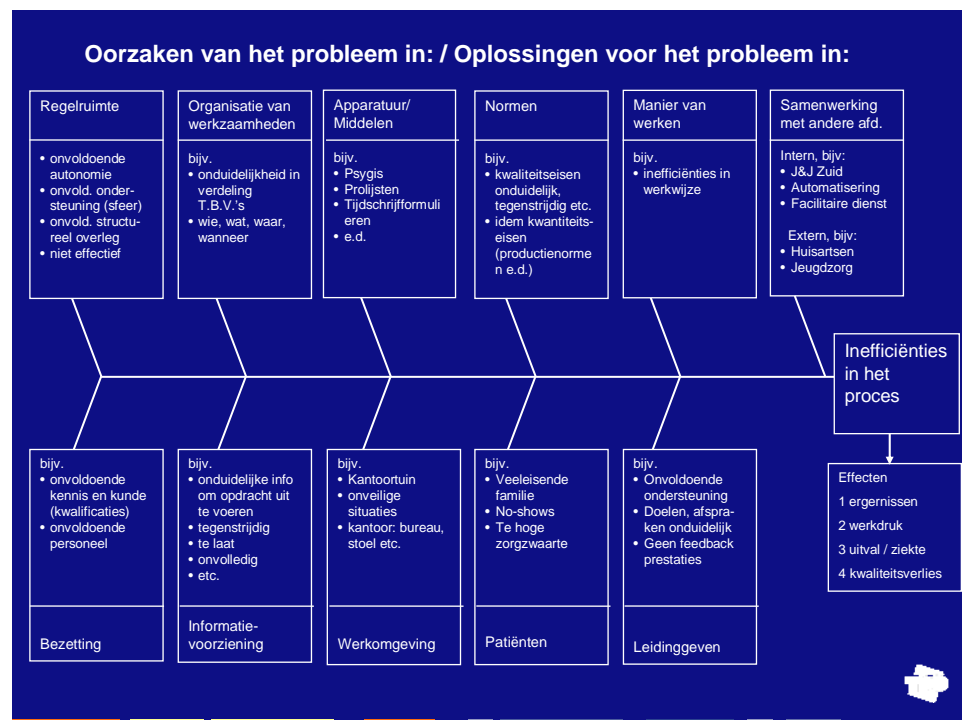 Oorzaken van het probleem in: / Oplossingen voor het probleem in:
Regelruimte
• onvoldoende
autonomie
• onvold. onder-
steuning (sfeer)
• onvold. structu-
reel overleg
• niet effectief
Organisatie van
werkzaamheden
bijv.
• onduidelijkheid in
verdeling
T.B.V.'s
• wie, wat, waar,
wanneer
Apparatuur/
Middelen
bijv.
• Psygis
• Prolijsten
• Tijdschrijfformuli
eren
• e.d.
Normen
bijv.
• kwaliteitseisen
onduidelijk,
tegenstrijdig etc.
• idem kwantiteits-
eisen
(productienorme
n e.d.)
Manier van
werken
bijv.
• inefficiënties in
werkwijze
Samenwerking
met andere afd.
Intern, bijv:
• J&J Zuid
• Automatisering
• Facilitaire dienst
Extern, bijv:
• Huisartsen
• Jeugdzorg
Inefficiënties
in het
proces
bijv.
• onvoldoende
kennis en kunde
(kwalificaties)
• onvoldoende
personeel
Bezetting
bijv.
• onduidelijke info
om opdracht uit
te voeren
• tegenstrijdig
• te laat
• onvolledig
• etc.
Informatie-
voorziening
bijv.
• Kantoortuin
• onveilige
situaties
• kantoor: bureau,
stoel etc.
Werkomgeving
bijv.
• Veeleisende
familie
• No-shows
• Te hoge
zorgzwaarte
Patiënten
bijv.
• Onvoldoende
ondersteuning
• Doelen, afspra-
ken onduidelijk
• Geen feedback
prestaties
Leidinggeven
Effecten
1 ergernissen
2 werkdruk
3 uitval / ziekte
4 kwaliteitsverlies